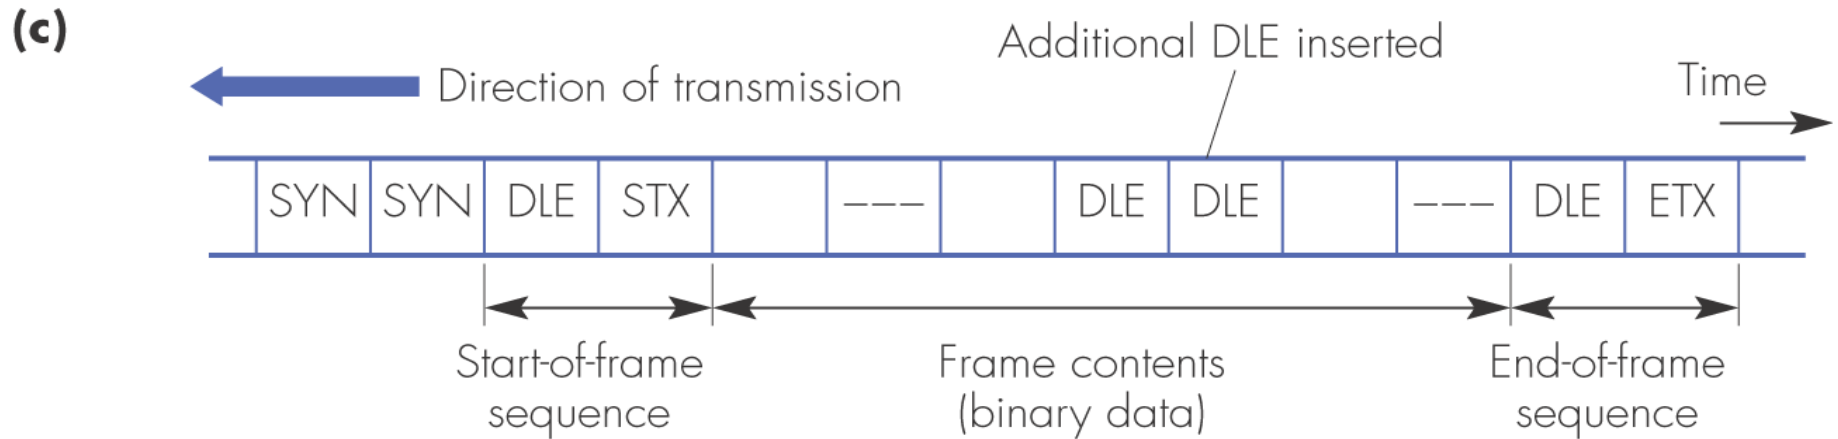 (c)
Additional DLE inserted
Direction of transmission
Time
SYN SYN DLE STX --- DLE DLE --- DLE ETX
Start-of-frame
sequence
Frame contents
(binary data)
End-of-frame
sequence